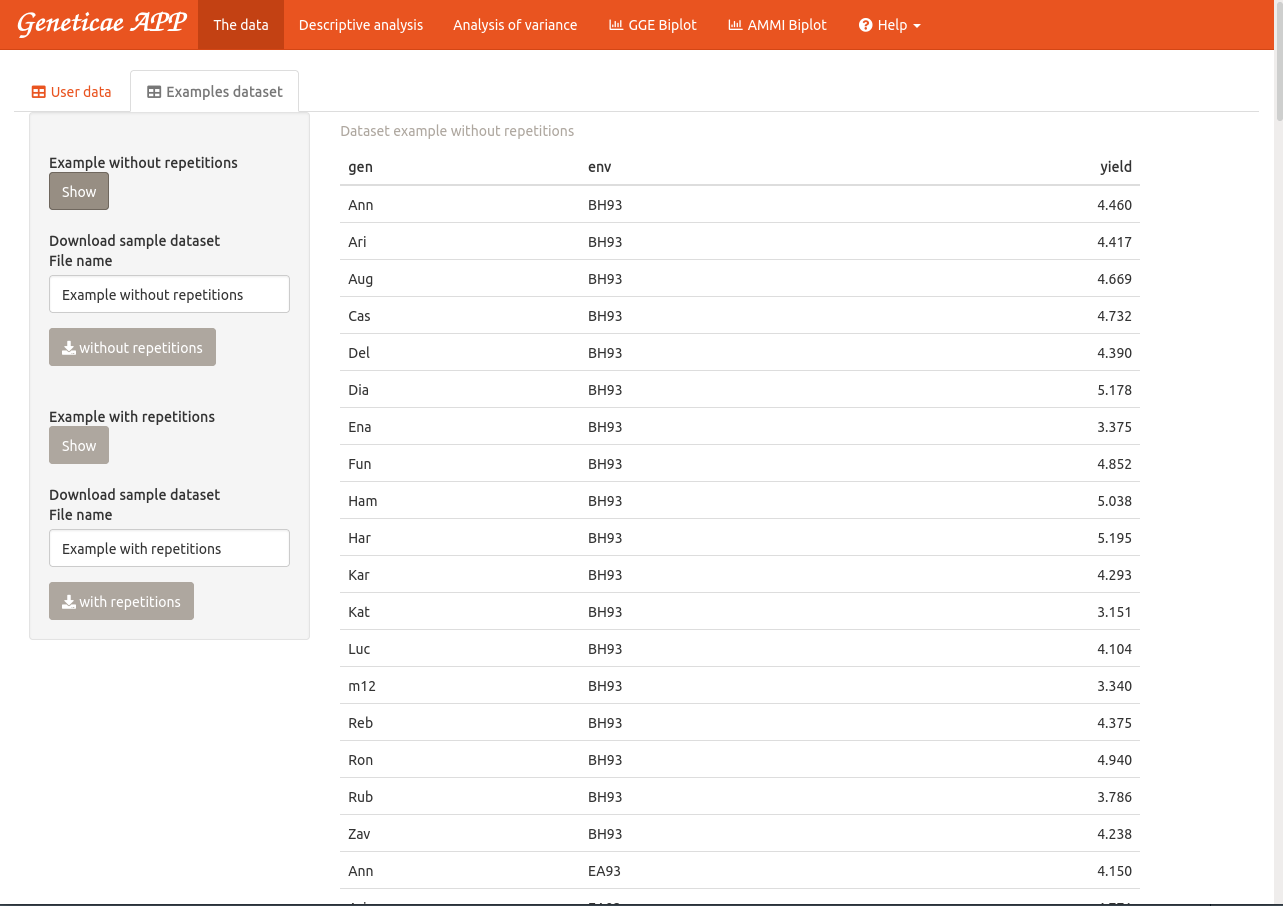 Geneticae APP The data Descriptive analysis Analysis of variance GGE Biplot AMMI Biplot Help
User data Examples dataset
Dataset example without repetitions
Example without repetitions
Show
Download sample dataset
File name
Example without repetitions
without repetitions
Example with repetitions
Show
Download sample dataset
File name
Example with repetitions
with repetitions
gen env yield
Ann BH93 4.460
Ari BH93 4.417
Aug BH93 4.669
Cas BH93 4.732
Del BH93 4.390
Dia BH93 5.178
Ena BH93 3.375
Fun BH93 4.852
Ham BH93 5.038
Har BH93 5.195
Kar BH93 4.293
Kat BH93 3.151
Luc BH93 4.104
m12 BH93 3.340
Reb BH93 4.375
Ron BH93 4.940
Rub BH93 3.786
Zav BH93 4.238
Ann EA93 4.150